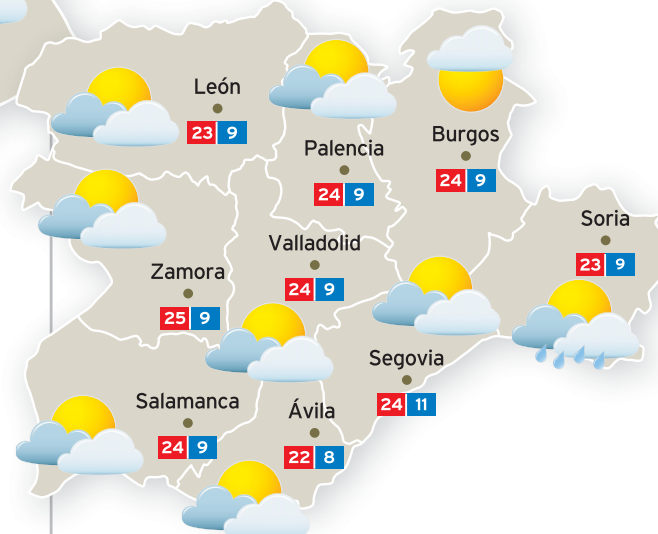 León
23 9
Palencia
24 9
Burgos
24 9
Soria
23 9
Valladolid
24 9
Zamora
25 9
Segovia
24 11
Salamanca
24 9
Ávila
22 8